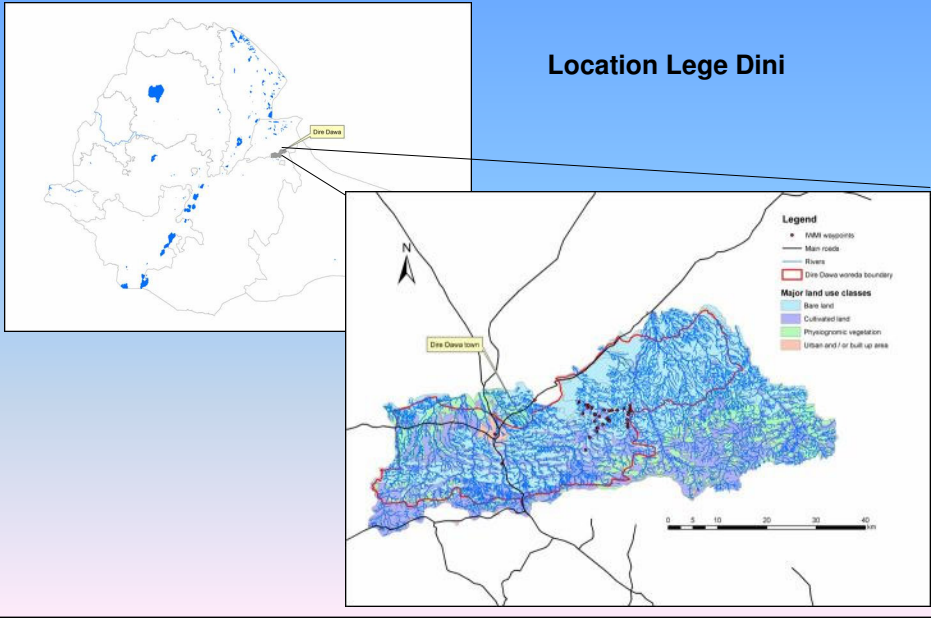 Location Lege Dini
Dire Dawa
N
Dire Dawa town
Legend
IWMI waypoints
Main roads
Rivers
Dire Dawa woreda boundary
Major land use classes
Bare land
Cultivated land
Physiognomic vegetation
Urban and / or built up area
0 5 10 20 30 40
km